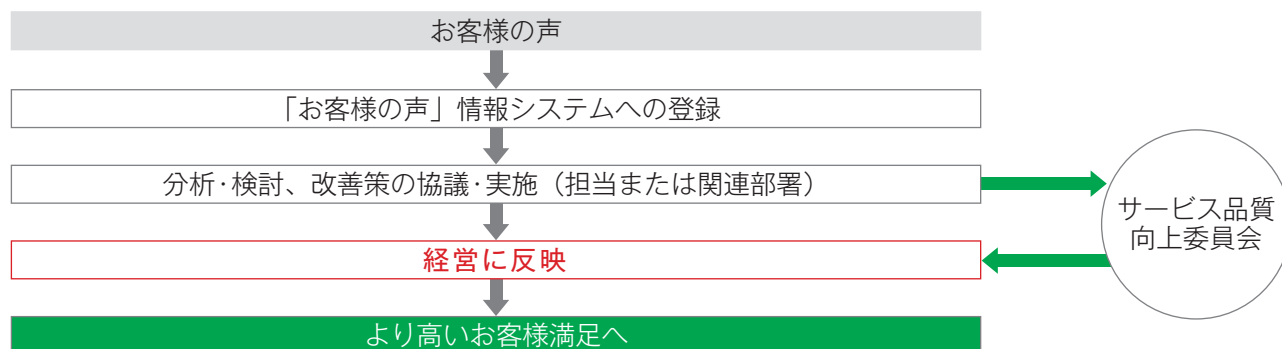 お客様の声
「お客様の声」情報システムへの登録
分析・検討、改善策の協議・実施（担当または関連部署）
サービス品質
向上委員会
経営に反映
より高いお客様満足へ